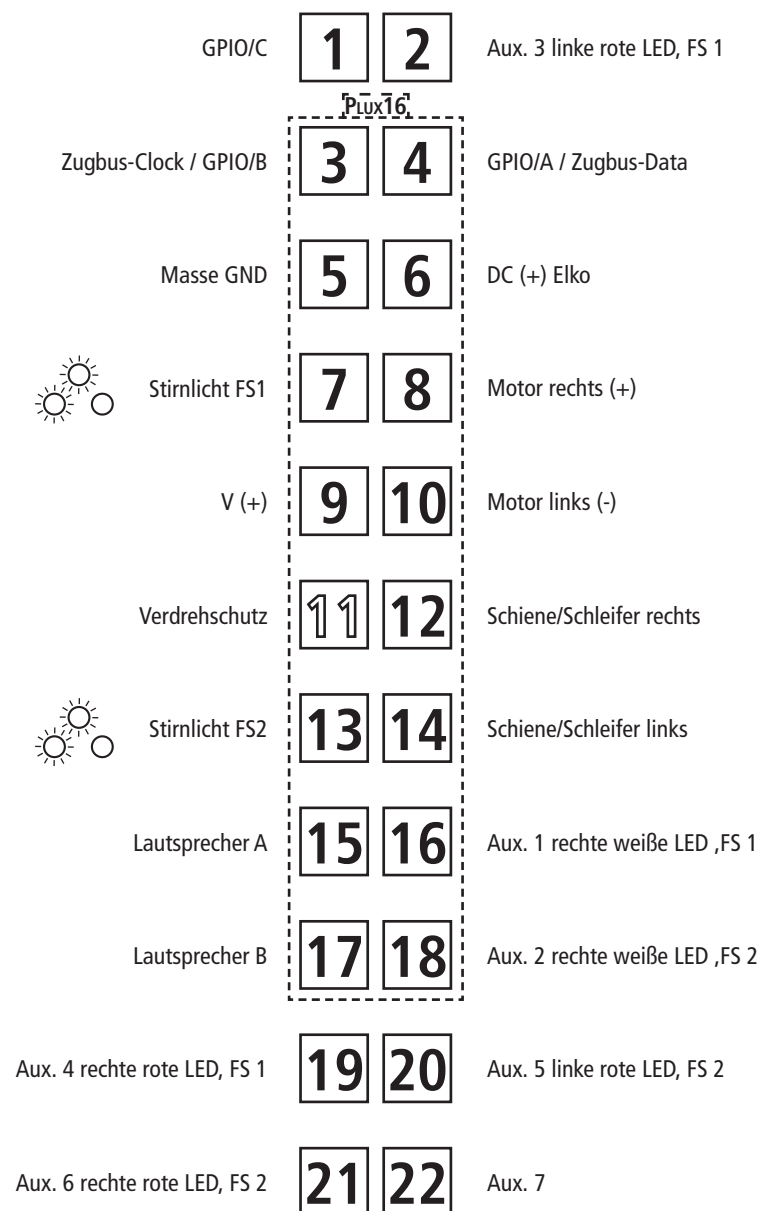 GPIO/C 1 2 Aux. 3 linke rote LED, FS 1
PLUX16
Zugbus-Clock / GPIO/B 3 4 GPIO/A / Zugbus-Data
Masse GND 5 6 DC (+) Elko
Stirnlicht FS1 7 8 Motor rechts (+)
V (+) 9 10 Motor links (-)
Verdrehschutz 11 12 Schiene/Schleifer rechts
Stirnlicht FS2 13 14 Schiene/Schleifer links
Lautsprecher A 15 16 Aux. 1 rechte weiße LED ,FS 1
Lautsprecher B 17 18 Aux. 2 rechte weiße LED ,FS 2
Aux. 4 rechte rote LED, FS 1 19 20 Aux. 5 linke rote LED, FS 2
Aux. 6 rechte rote LED, FS 2 21 22 Aux. 7